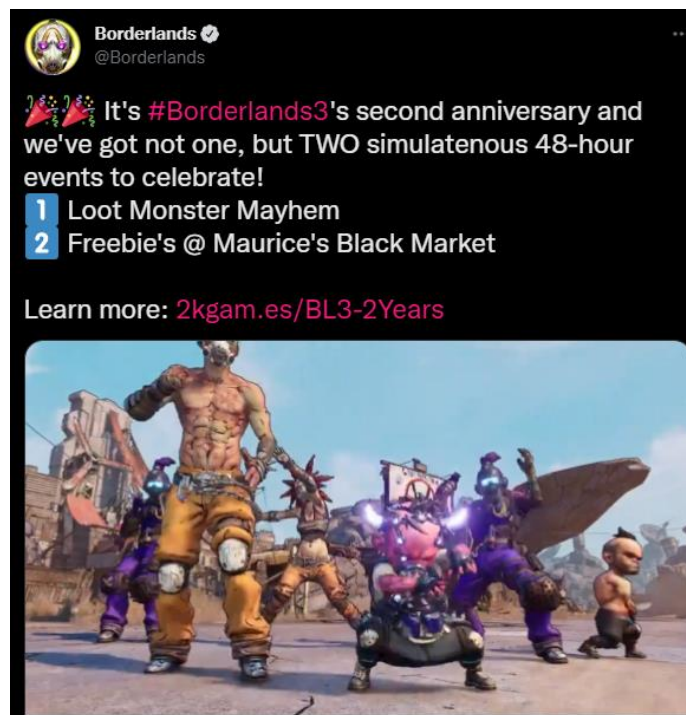 Borderlands
@Borderlands
🎉🎉 It's #Borderlands3's second anniversary and
we've got not one, but TWO simulatenous 48-hour
events to celebrate!
1 Loot Monster Mayhem
2 Freebie's @ Maurice's Black Market
Learn more: 2kgam.es/BL3-2Years